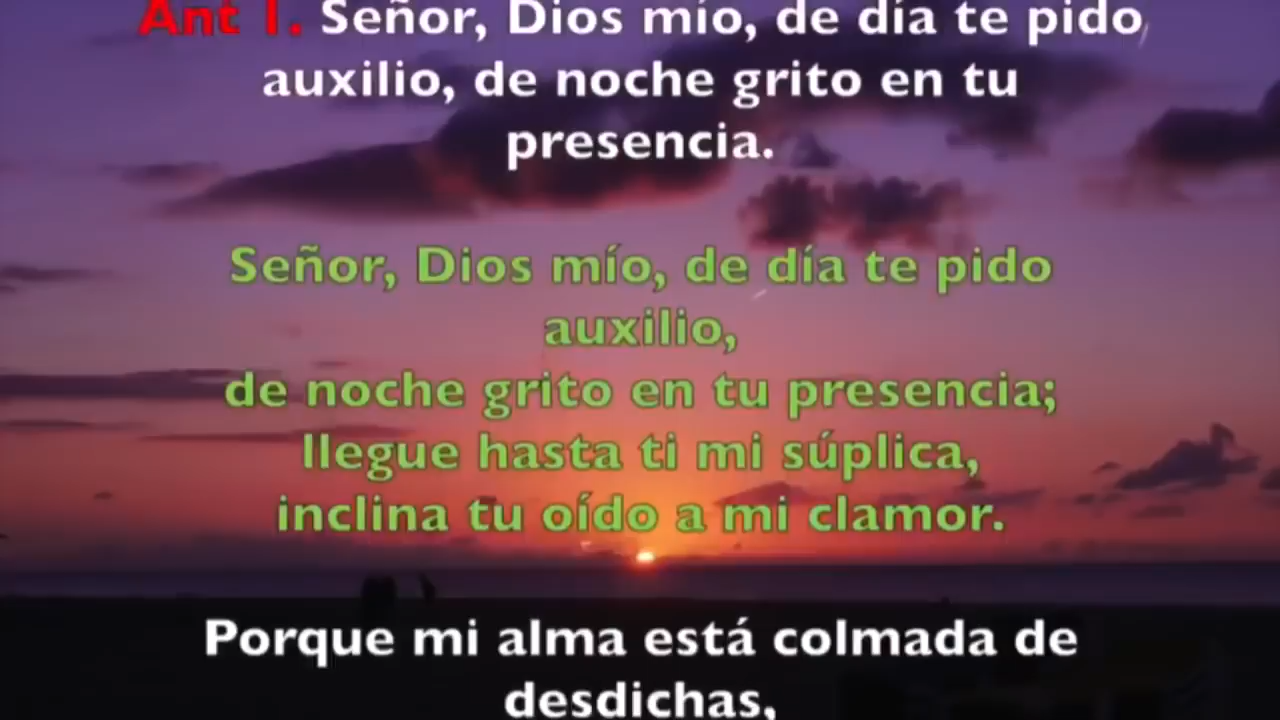 Ant 1. Señor, Dios mío, de día te pido,
auxilio, de noche grito en tu
presencia.
Señor, Dios mío, de día te pido
auxilio,
de noche grito en tu presencia;
llegue hasta ti mi súplica,
inclina tu oído a mi clamor.
Porque mi alma está colmada de
desdichas,